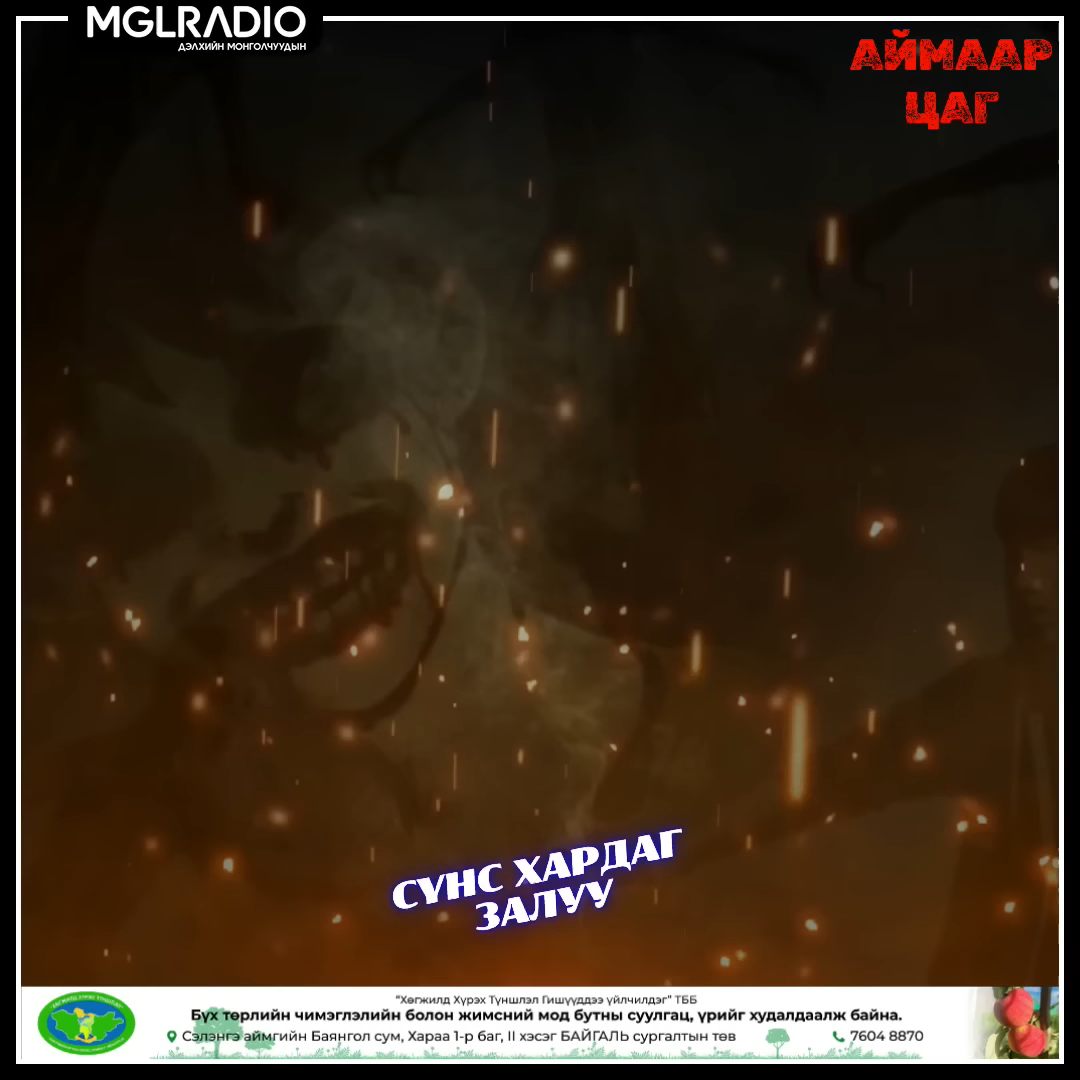 MGLRADIO
ДЭЛХИЙН МОНГОЛЧУУДЫН
АЙМААР
ЦАГ
СҮНС ХАРДАГ
ЗАЛУУ
"Хөгжилд Хүрэх Түншлэл Гишүүддээ үйлчилдэг" ТББ
Бүх төрлийн чимэглэлийн болон жимсний мод бутны суулгац, үрийг худалдаалж байна.
Сэлэнгэ аймгийн Баянгол сум, Хараа 1-р баг, II хэсэг БАЙГАЛЬ сургалтын төв
7604 8870